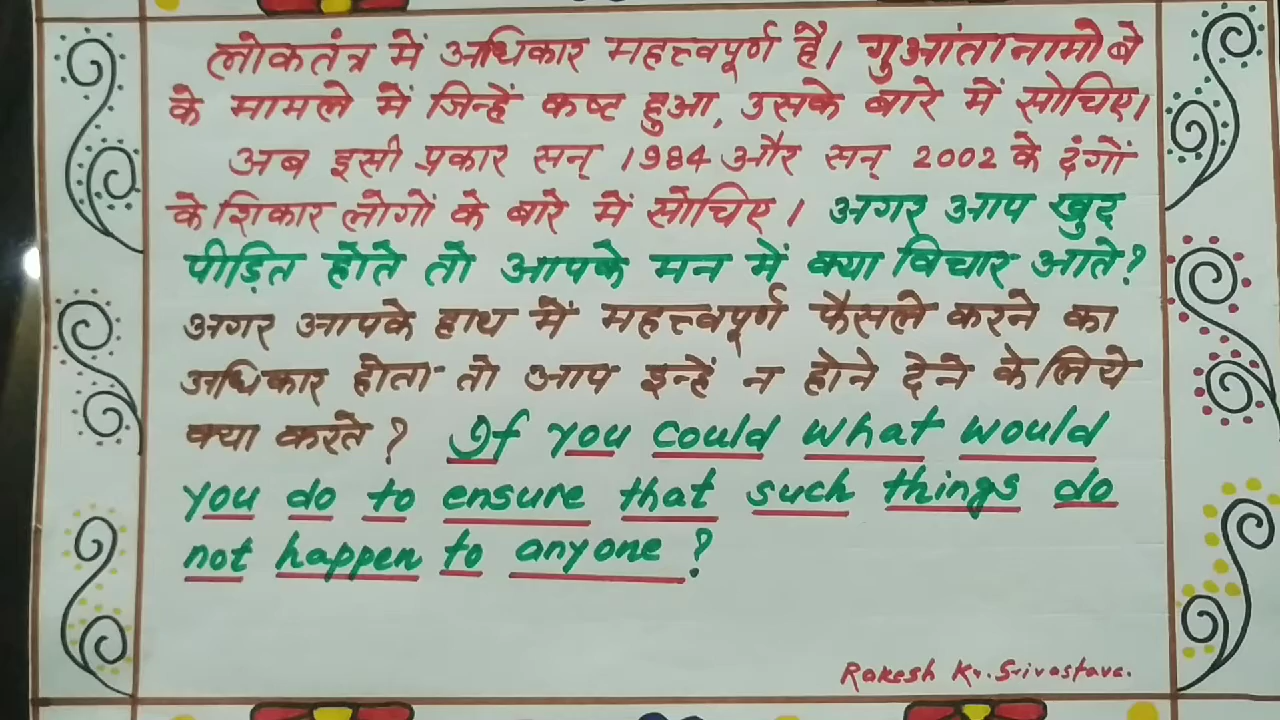 लोकतंत्र में अधिकार महत्त्वपूर्ण है। गुआंतानामो बे
के मामले में जिन्हें कष्ट हुआ, उसके बारे में सोचिए।
अब इसी प्रकार सन् 1984 और सन् 2002 के दंगों
के शिकार लोगों के बारे में सोचिए। अगर आप खुद
पीड़ित होते तो आपके मन में क्या विचार आते?
अगर आपके हाथ में महत्त्वपूर्ण फैसले करने का
अधिकार होता तो आप इन्हें न होने देने के लिये
क्या करते? If you could what would
you do to ensure that such things do
not happen to anyone?
Rakesh Kr. Srivastava.